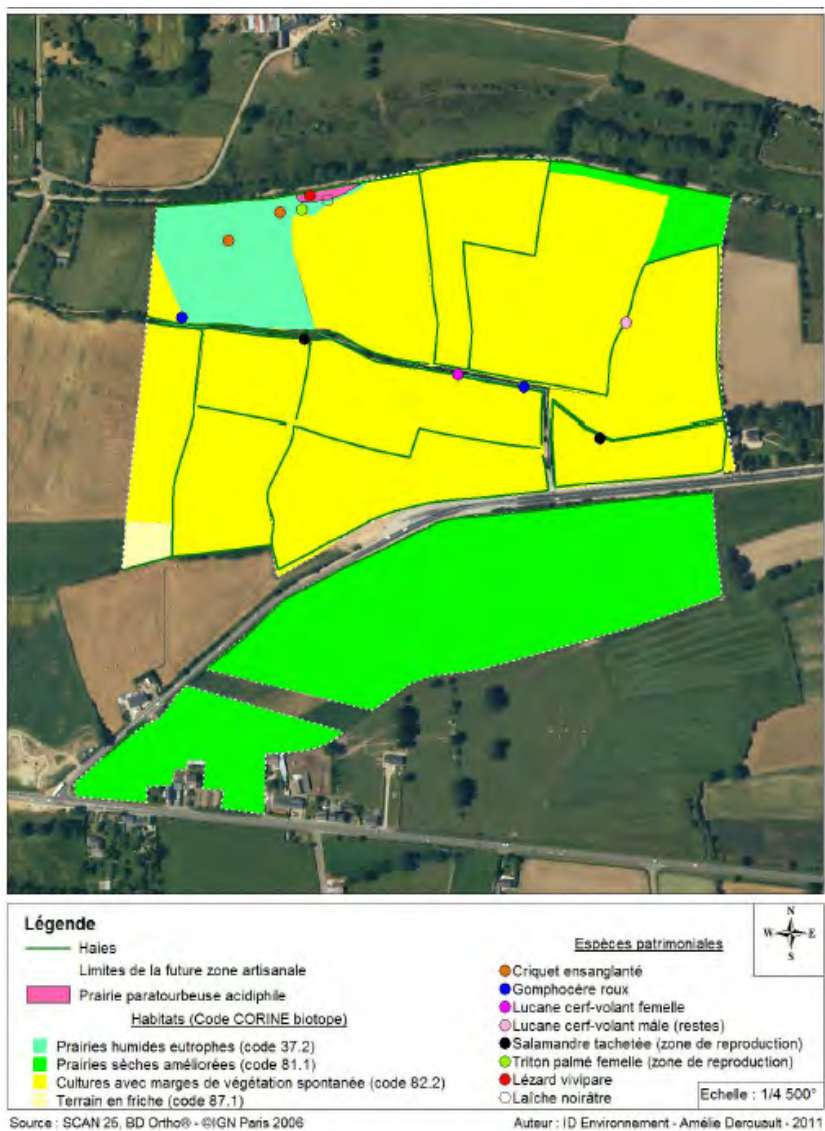 Légende
Haies
Limites de la future zone artisanale
Prairie paratourbeuse acidiphile
Habitats (Code CORINE biotope)
Prairies humides eutrophes (code 37.2)
Prairies sèches améliorées (code 81.1)
Cultures avec marges de végétation spontanée (code 82.2)
Terrain en friche (code 87.1)
Espèces patrimoniales
Criquet ensanglanté
Gomphocère roux
Lucane cerf-volant femelle
Lucane cerf-volant mâle (restes)
Salamandre tachetée (zone de reproduction)
Triton palmé femelle (zone de reproduction)
Lézard vivipare
Laîche noirâtre
N
W E
S
Echelle : 1/4 500°
Source : SCAN 25, BD Ortho® - ©IGN Paris 2006
Auteur : ID Environnement - Amélie Derouault - 2011